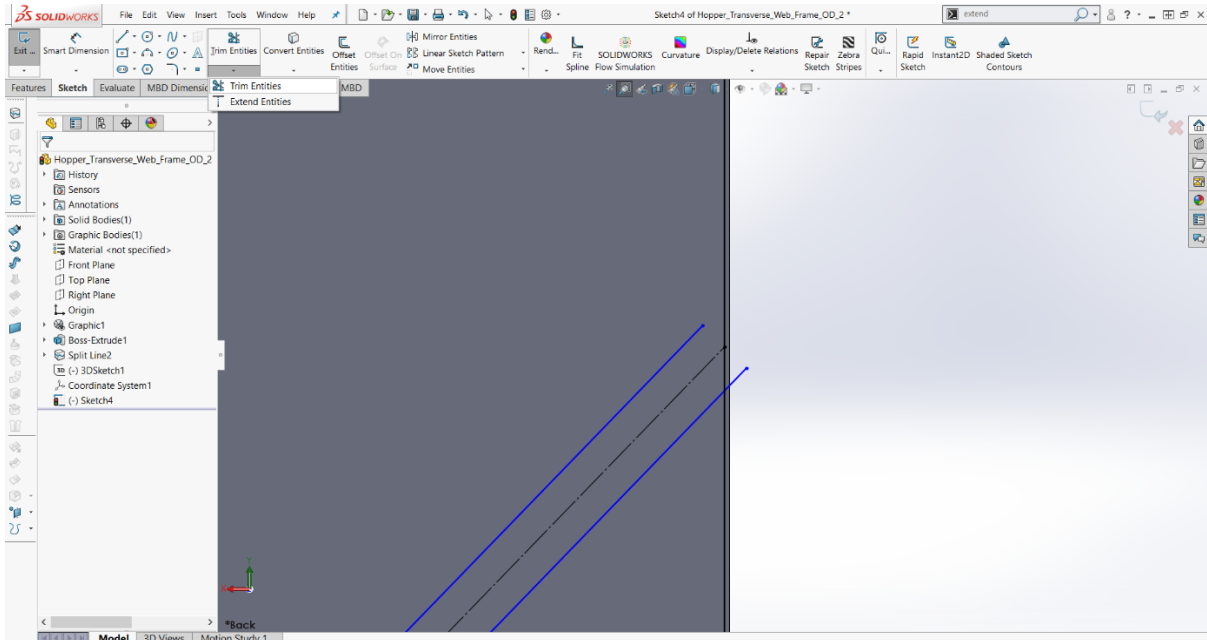 SOLIDWORKS File Edit View Insert Tools Window Help Sketch4 of Hopper_Transverse_Web_Frame_OD_2 * extend
Exit ... Smart Dimension Trim Entities Convert Entities Offset Entities Offset On Surface Mirror Entities Linear Sketch Pattern Move Entities Rend... Fit Spline SOLIDWORKS Flow Simulation Curvature Display/Delete Relations Repair Sketch Zebra Stripes Qui... Rapid Sketch Instant2D Shaded Sketch Contours
Features Sketch Evaluate MBD Dimensic MBD
Trim Entities
Extend Entities
Hopper_Transverse_Web_Frame_OD_2
History
Sensors
Annotations
Solid Bodies(1)
Graphic Bodies(1)
Material <not specified>
Front Plane
Top Plane
Right Plane
Origin
Graphic1
Boss-Extrude1
Split Line2
(-) 3DSketch1
Coordinate System1
(-) Sketch4
Y
X
*Back
Model 3D Views Motion Study 1